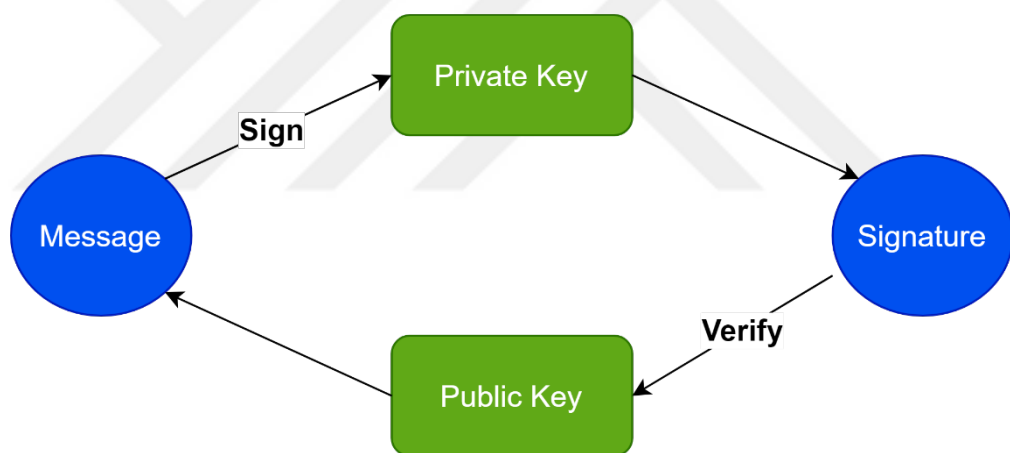 Private Key
Sign
Message
Signature
Verify
Public Key